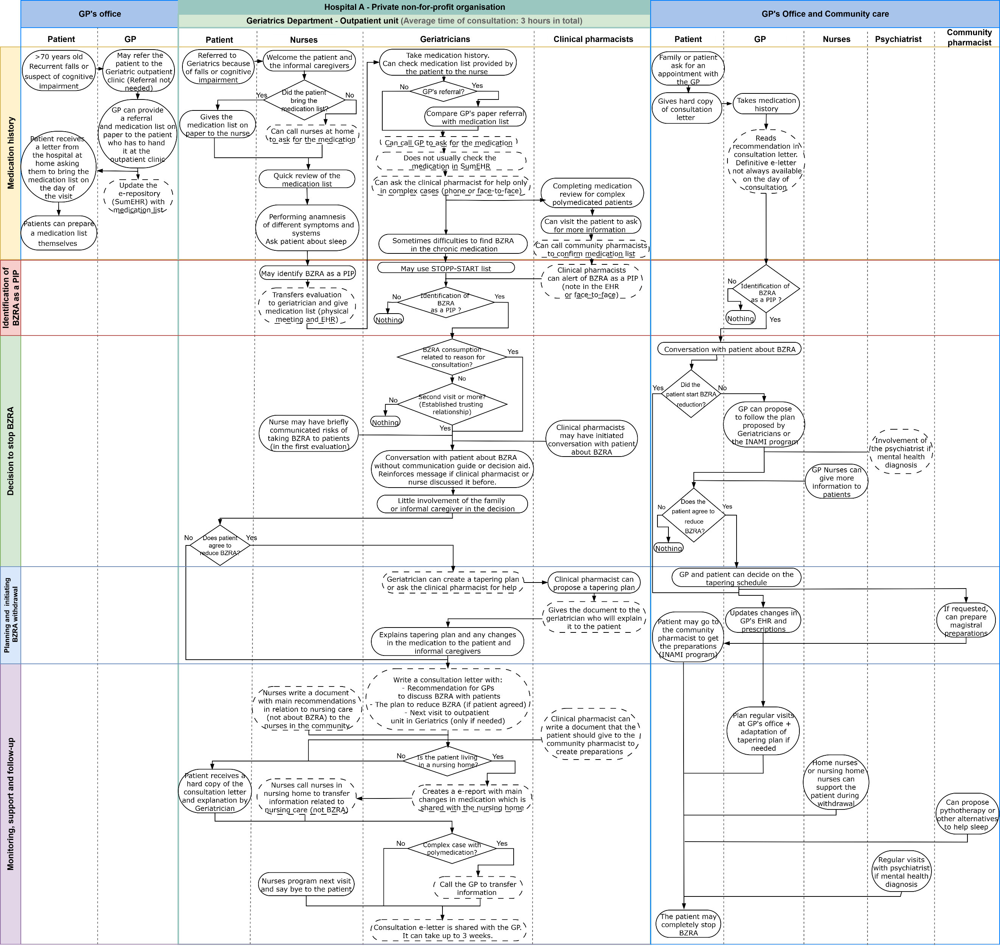 GP's office
Hospital A - Private non-for-profit organisation
Geriatrics Department - Outpatient unit (Average time of consultation: 3 hours in total)
GP's Office and Community care
Patient
GP
Patient
Nurses
Geriatricians
Clinical pharmacists
Patient
GP
Nurses
Psychiatrist
Community
pharmacist
Medication history
>70 years old
Recurrent falls or
suspect of cognitive
impairment
May refer the
patient to the
Geriatric outpatient
clinic (Referral not
needed)
GP can provide
a referral
and medication list on
paper to the patient
who has to hand
it at the
outpatient clinic
Patient receives
a letter from
the hospital at
home asking
them to bring the
medication list on
the day of
the visit
Update the
e-repository
(SumEHR) with
medication list
Patients can prepare
a medication list
themselves
Referred to
Geriatrics because
of falls or cognitive
impairment
Welcome the patient and
the informal caregivers
Did the patient
bring the
medication list?
Yes
No
Gives the
medication list on
paper to the nurse
Can call nurses at home
to ask for the medication
Quick review of the
medication list
Performing anamnesis
of different symptoms and
systems
Ask patient about sleep
Take medication history.
Can check medication list provided by
the patient to the nurse
GP's referral?
No
Yes
Compare GP's paper referral
with medication list
Can call GP to ask for the medication
Does not usually check the
medication in SumEHR
Can ask the clinical pharmacist for help only
in complex cases (phone or face-to-face)
Sometimes difficulties to find BZRA
in the chronic medication
Completing medication
review for complex
polymedicated patients
Can visit the patient to ask
for more information
Can call community pharmacists
to confirm medication list
Family or patient
ask for an
appointment with
the GP
Gives hard copy
of consultation
letter
Takes medication
history
Reads
recommendation in
consultation letter.
Definitive e-letter
not always available
on the day of
consultation
Identification of
BZRA as a PIP
May identify BZRA as a PIP
Transfers evaluation
to geriatrician and give
medication list (physical
meeting and EHR)
May use STOPP-START list
Identification of
BZRA
as a PIP ?
No
Yes
Nothing
Clinical pharmacists
can alert of BZRA as a PIP
(note in the EHR
or face-to-face)
Identification of
BZRA
as a PIP ?
No
Nothing
Yes
Decision to stop BZRA
BZRA consumption
related to reason for
consultation?
Yes
No
Second visit or more?
(Established trusting
relationship)
No
Nothing
Yes
Nurse may have briefly
communicated risks of
taking BZRA to patients
(in the first evaluation)
Clinical pharmacists
may have initiated
conversation with patient
about BZRA
Conversation with patient about BZRA
without communication guide or decision aid.
Reinforces message if clinical pharmacist or
nurse discussed it before.
Little involvement of the family
or informal caregiver in the decision
Does patient
agree to
reduce BZRA?
No
Yes
Conversation with patient about BZRA
Did the
patient start BZRA
reduction?
Yes
No
GP can propose
to follow the plan
proposed by
Geriatricians or
the INAMI program
Involvement of
the psychiatrist if
mental health
diagnosis
GP Nurses can
give more
information to
patients
Does the
patient agree to
reduce
BZRA?
No
Yes
Nothing
Planning and initiating
BZRA withdrawal
Geriatrician can create a tapering plan
or ask the clinical pharmacist for help
Clinical pharmacist can
propose a tapering plan
Gives the document to the
geriatrician who will explain
it to the patient
Explains tapering plan and any changes
in the medication to the patient and
informal caregivers
GP and patient can decide on the
tapering schedule
Updates changes in
GP's EHR and
prescriptions
Patient may go to
the community
pharmacist to get
the preparations
(INAMI program)
If requested,
can prepare
magistral
preparations
Monitoring, support and follow-up
Write a consultation letter with:
- Recommendation for GPs
to discuss BZRA with patients
- The plan to reduce BZRA (if patient agreed)
- Next visit to outpatient
unit in Geriatrics (only if needed)
Nurses write a document
with main recommendations
in relation to nursing care
(not about BZRA) to the
nurses in the community
Clinical pharmacist can
write a document that the
patient should give to the
community pharmacist to
create preparations
Is the patient living
in a nursing home?
No
Yes
Patient receives a
hard copy of the
consultation letter
and explanation by
Geriatrician
Nurses call nurses in
nursing home to transfer
information related to
nursing care (not BZRA)
Creates a e-report with main
changes in medication which is
shared with the nursing home
Complex case with
polymedication?
No
Yes
Nurses program next visit
and say bye to the patient
Call the GP to transfer
information
Consultation e-letter is shared with the GP.
It can take up to 3 weeks.
Plan regular visits
at GP's office +
adaptation of
tapering plan if
needed
Home nurses
or nursing home
nurses can
support the
patient during
withdrawal
Can propose
pythotherapy or
other alternatives
to help sleep
Regular visits
with psychiatrist
if mental health
diagnosis
The patient may
completely stop
BZRA